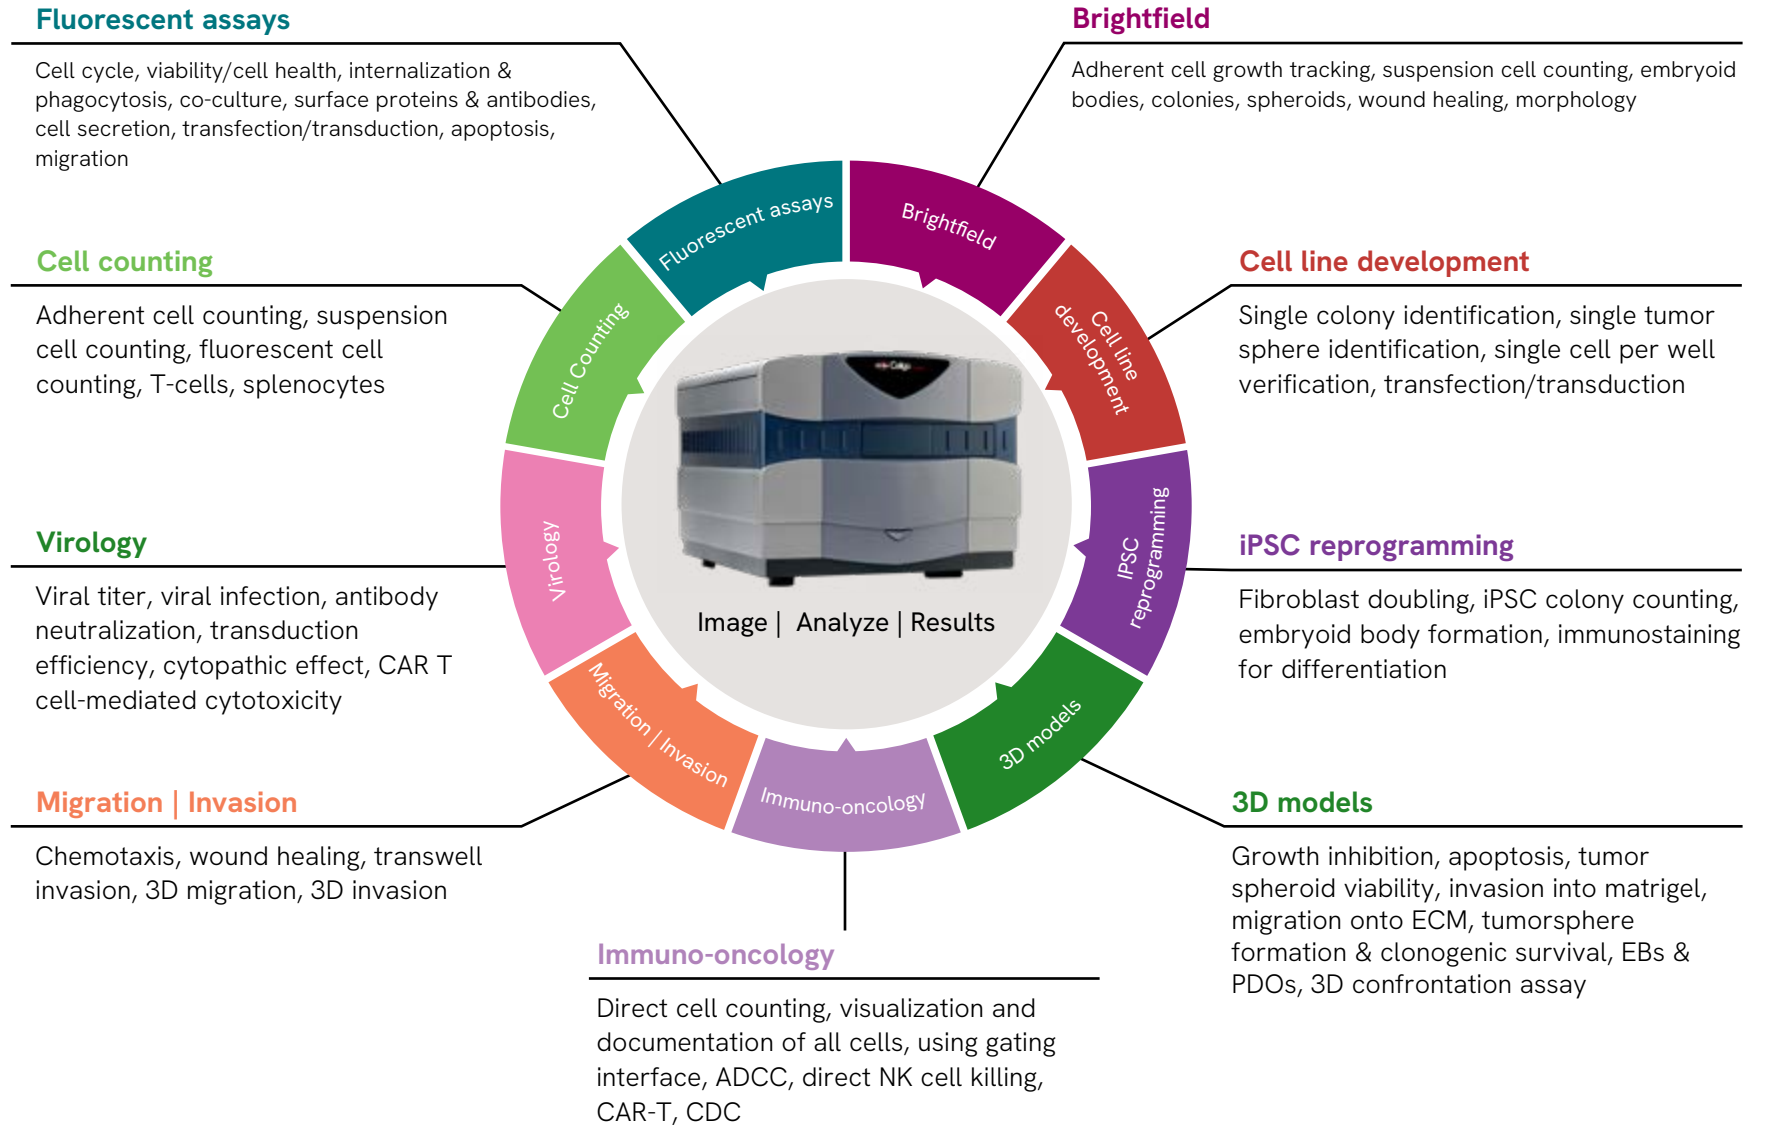 Fluorescent assays
Cell cycle, viability/cell health, internalization &
phagocytosis, co-culture, surface proteins & antibodies,
cell secretion, transfection/transduction, apoptosis,
migration
Brightfield
Adherent cell growth tracking, suspension cell counting, embryoid
bodies, colonies, spheroids, wound healing, morphology
Cell counting
Adherent cell counting, suspension
cell counting, fluorescent cell
counting, T-cells, splenocytes
Cell line development
Single colony identification, single tumor
sphere identification, single cell per well
verification, transfection/transduction
Virology
Viral titer, viral infection, antibody
neutralization, transduction
efficiency, cytopathic effect, CAR T
cell-mediated cytotoxicity
iPSC reprogramming
Fibroblast doubling, iPSC colony counting,
embryoid body formation, immunostaining
for differentiation
Migration | Invasion
Chemotaxis, wound healing, transwell
invasion, 3D migration, 3D invasion
3D models
Growth inhibition, apoptosis, tumor
spheroid viability, invasion into matrigel,
migration onto ECM, tumorsphere
formation & clonogenic survival, EBs &
PDOs, 3D confrontation assay
Immuno-oncology
Direct cell counting, visualization and
documentation of all cells, using gating
interface, ADCC, direct NK cell killing,
CAR-T, CDC
Fluorescent assays
Brightfield
Cell line
development
IPSC
reprogramming
3D models
Immuno-oncology
Migration | Invasion
Virology
Cell Counting
Image | Analyze | Results